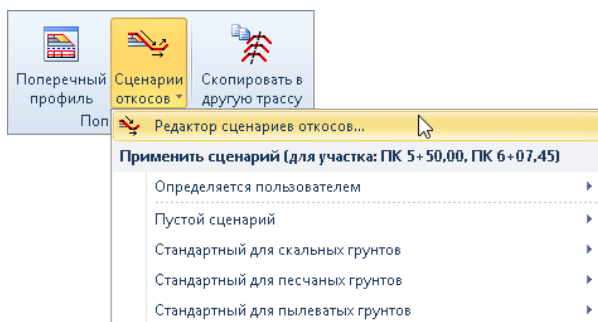 Поперечный профиль
Сценарии откосов
Скопировать в другую трассу
Поп
Редактор сценариев откосов...
Применить сценарий (для участка: ПК 5+50,00, ПК 6+07,45)
Определяется пользователем
Пустой сценарий
Стандартный для скальных грунтов
Стандартный для песчаных грунтов
Стандартный для пылеватых грунтов